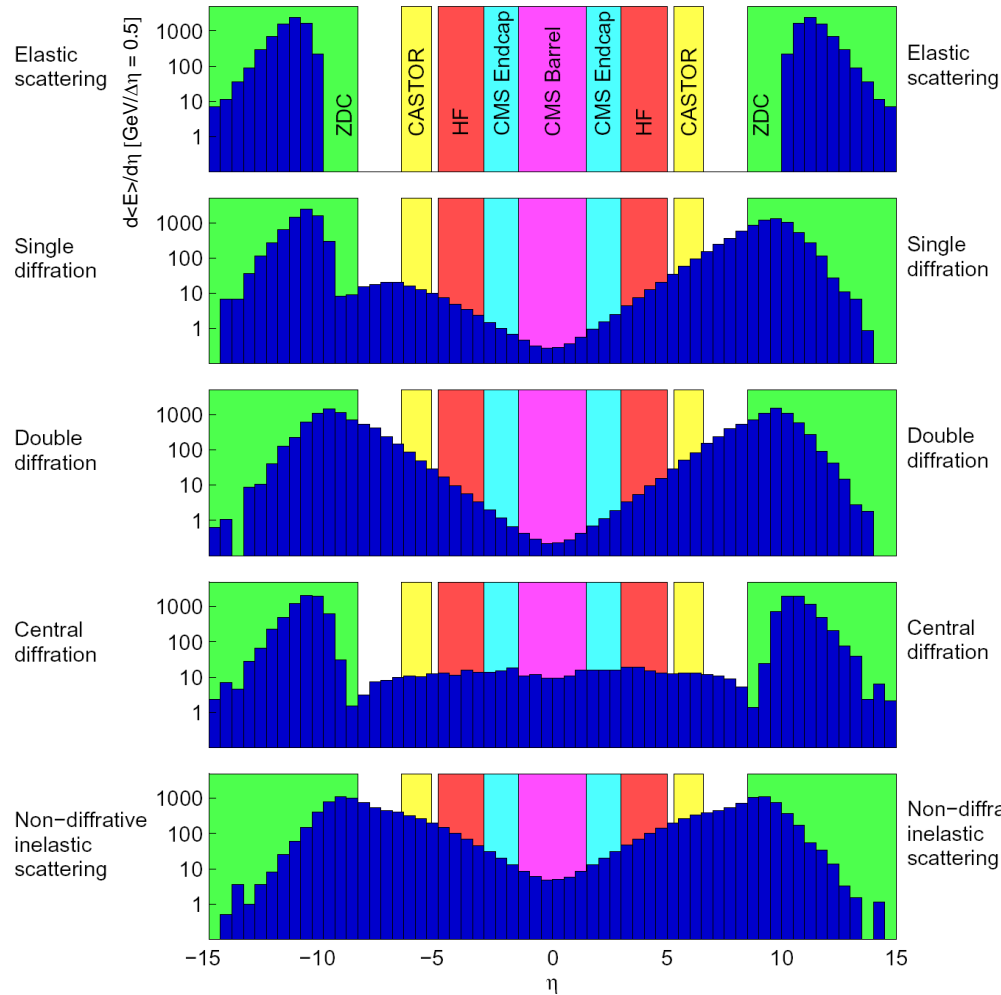 d<E>/dη [GeV/Δη = 0.5]
Elastic
scattering
1000
100
10
1
ZDC
CASTOR
HF
CMS Endcap
CMS Barrel
CMS Endcap
HF
CASTOR
ZDC
Elastic
scattering
Single
diffration
1000
100
10
1
Single
diffration
Double
diffration
1000
100
10
1
Double
diffration
Central
diffration
1000
100
10
1
Central
diffration
Non−diffrative
inelastic
scattering
1000
100
10
1
Non−diffra
inelastic
scattering
−15 −10 −5 0 5 10 15
η